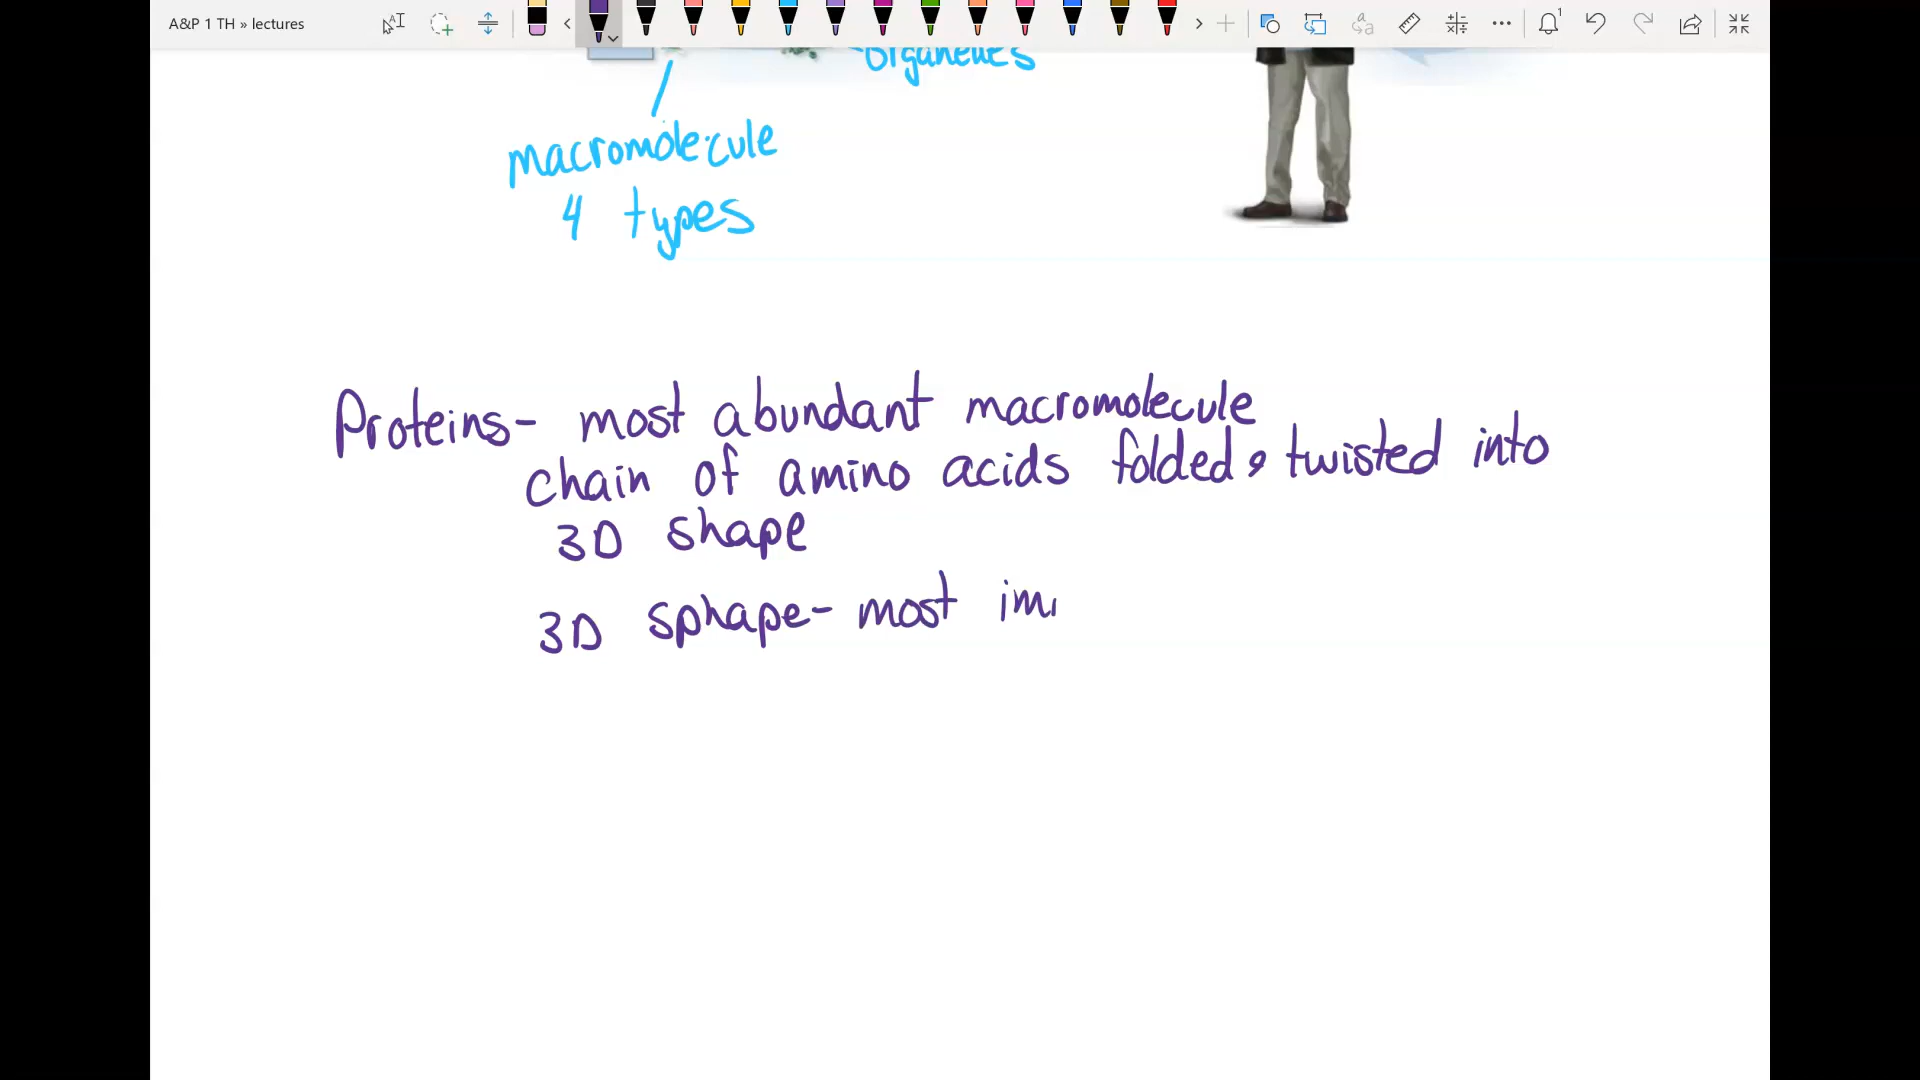 A&P 1 TH » lectures
organelles
macromolecule
4 types
Proteins- most abundant macromolecule
chain of amino acids folded & twisted into
3D shape
3D sphape- most im